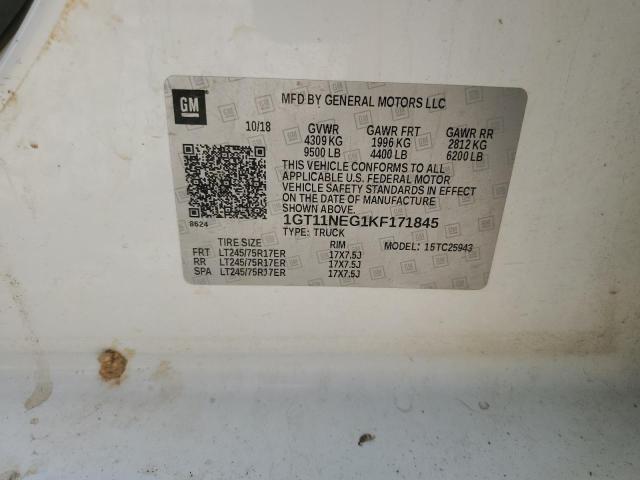 GM
MFD BY GENERAL MOTORS LLC
10/18 GVWR GAWR FRT GAWR RR
4309 KG 1996 KG 2812 KG
9500 LB 4400 LB 6200 LB
THIS VEHICLE CONFORMS TO ALL
APPLICABLE U.S. FEDERAL MOTOR
VEHICLE SAFETY STANDARDS IN EFFECT
ON THE DATE OF MANUFACTURE
SHOWN ABOVE.
8624
1GT11NEG1KF171845
TYPE: TRUCK
TIRE SIZE RIM MODEL: 15TC25943
FRT LT245/75R17ER 17X7.5J
RR LT245/75R17ER 17X7.5J
SPA LT245/75R17ER 17X7.5J